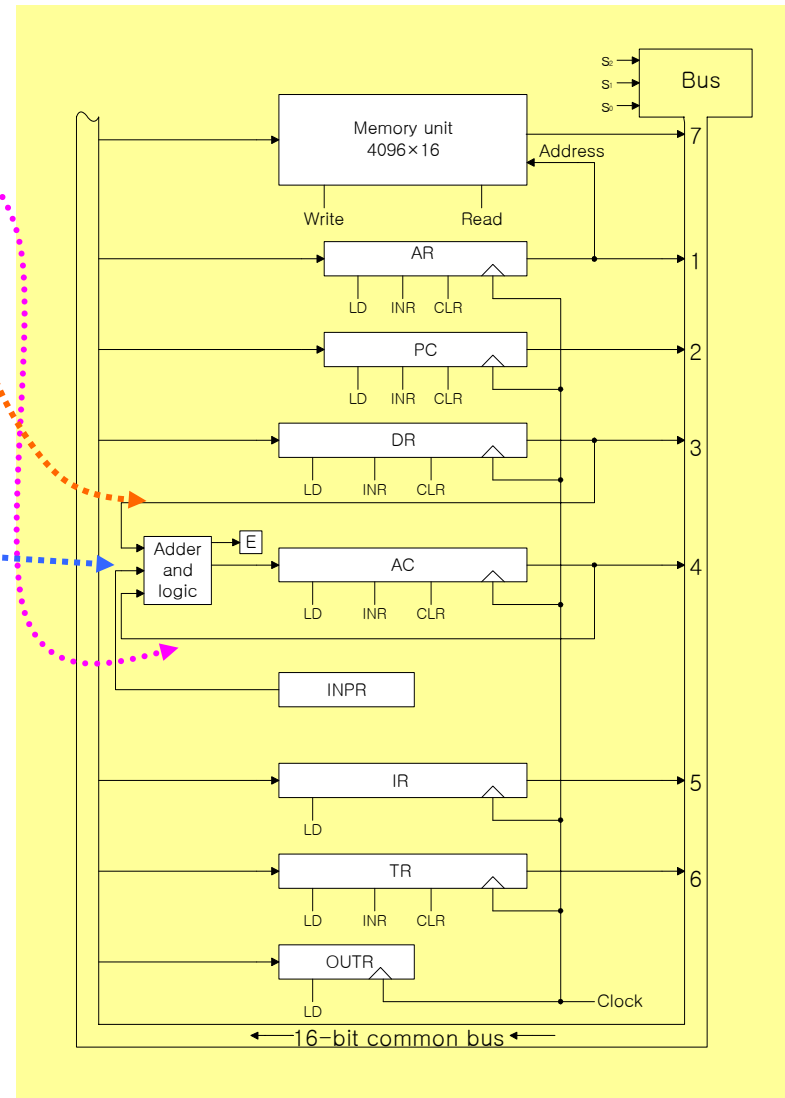 S₂
S₁
S₀
Bus
Memory unit
4096×16
7
Address
Write
Read
AR
1
LD INR CLR
PC
2
LD INR CLR
DR
3
LD INR CLR
E
Adder
and
logic
AC
4
LD INR CLR
INPR
IR
5
LD
TR
6
LD INR CLR
OUTR
LD
Clock
16-bit common bus